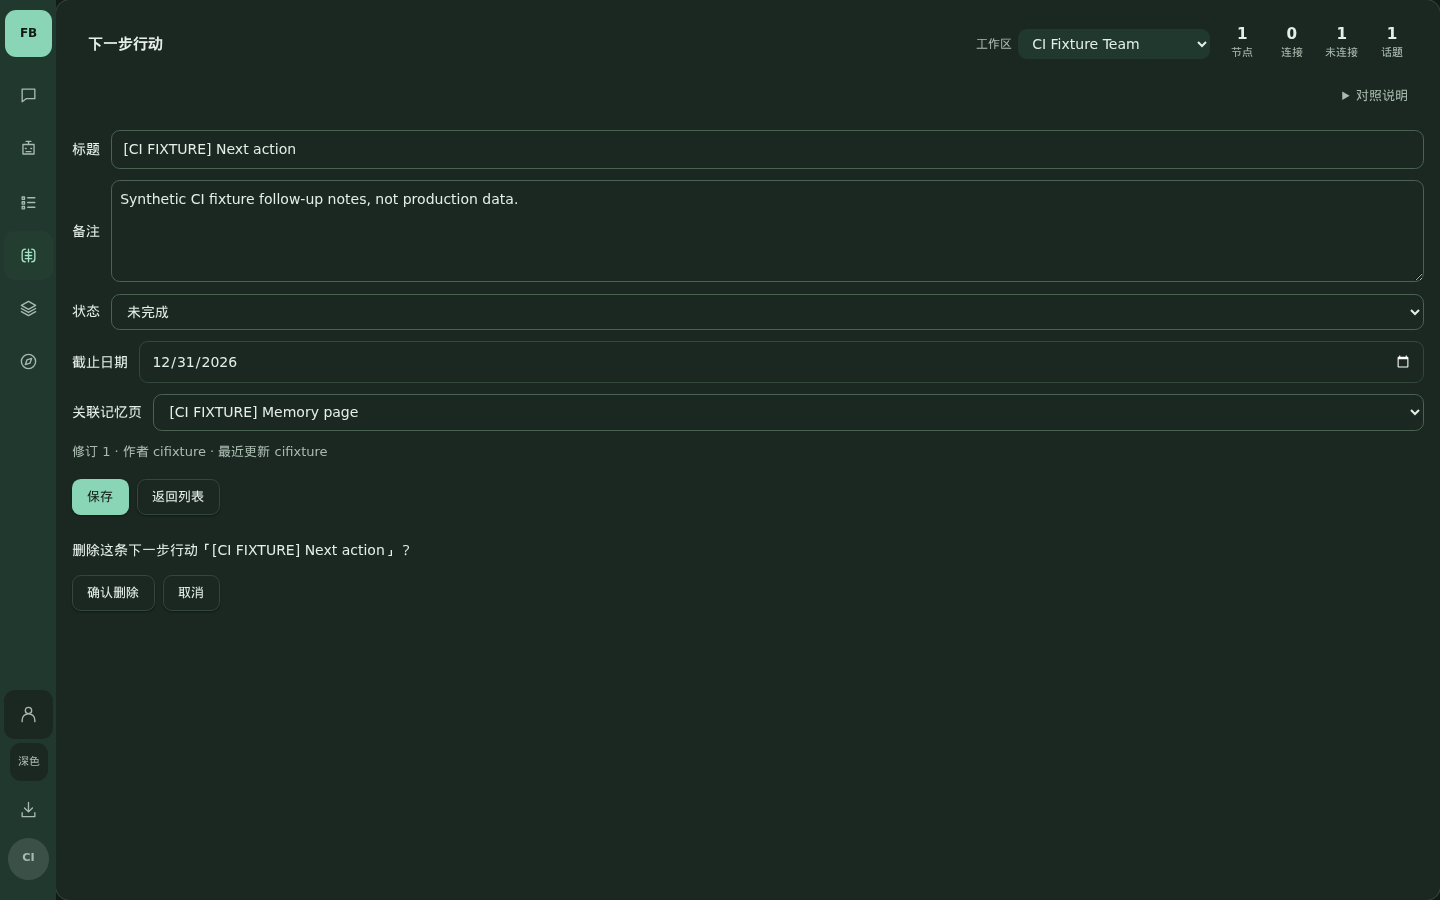 FB
下一步行动
工作区
CI Fixture Team
1
节点
0
连接
1
未连接
1
话题
▶ 对照说明
标题
[CI FIXTURE] Next action
备注
Synthetic CI fixture follow-up notes, not production data.
状态
未完成
截止日期
12/31/2026
关联记忆页
[CI FIXTURE] Memory page
修订 1 · 作者 cifixture · 最近更新 cifixture
保存
返回列表
删除这条下一步行动「[CI FIXTURE] Next action」？
确认删除
取消
深色
CI